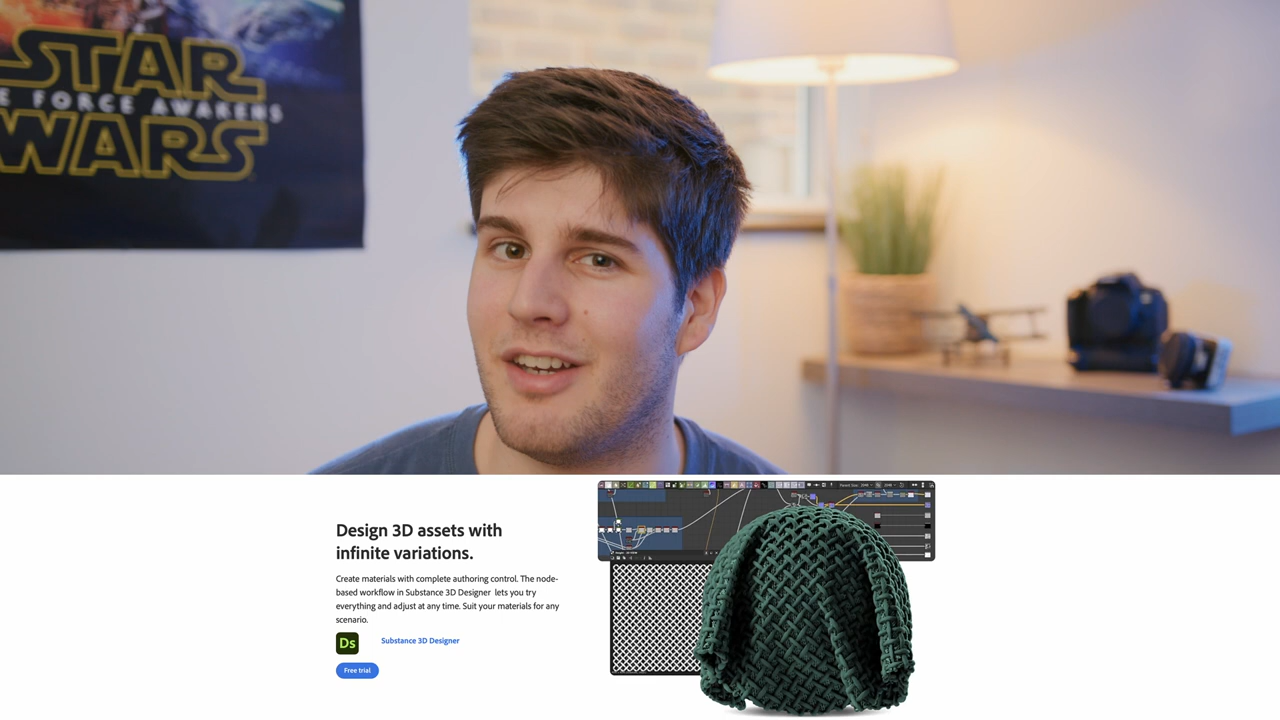 STAR
E FORCE AWAKENS
WARS
Design 3D assets with
infinite variations.
Create materials with complete authoring control. The node-
based workflow in Substance 3D Designer lets you try
everything and adjust at any time. Suit your materials for any
scenario.
Ds
Substance 3D Designer
Free trial